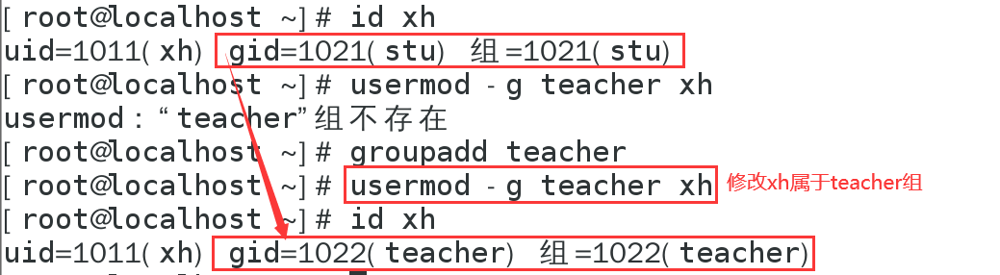 [root@localhost ~]# id xh
uid=1011(xh) gid=1021(stu) 组=1021(stu)
[root@localhost ~]# usermod -g teacher xh
usermod：“teacher”组不存在
[root@localhost ~]# groupadd teacher
[root@localhost ~]# usermod -g teacher xh 修改xh属于teacher组
[root@localhost ~]# id xh
uid=1011(xh) gid=1022(teacher) 组=1022(teacher)